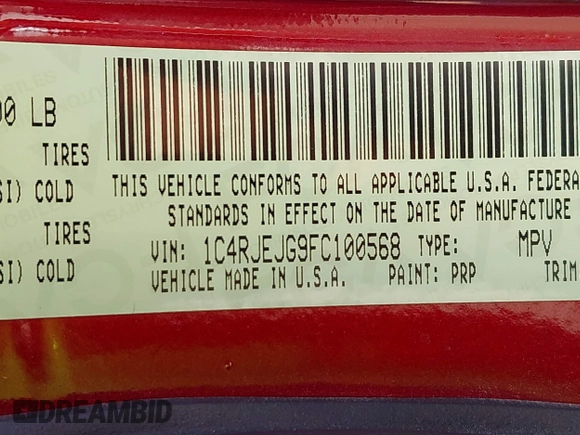 00 LB
TIRES
SI) COLD
TIRES
SI) COLD
THIS VEHICLE CONFORMS TO ALL APPLICABLE U.S.A. FEDERA
STANDARDS IN EFFECT ON THE DATE OF MANUFACTURE
VIN: 1C4RJEJG9FC100568 TYPE: MPV
VEHICLE MADE IN U.S.A. PAINT: PRP TRIM
DREAMBID